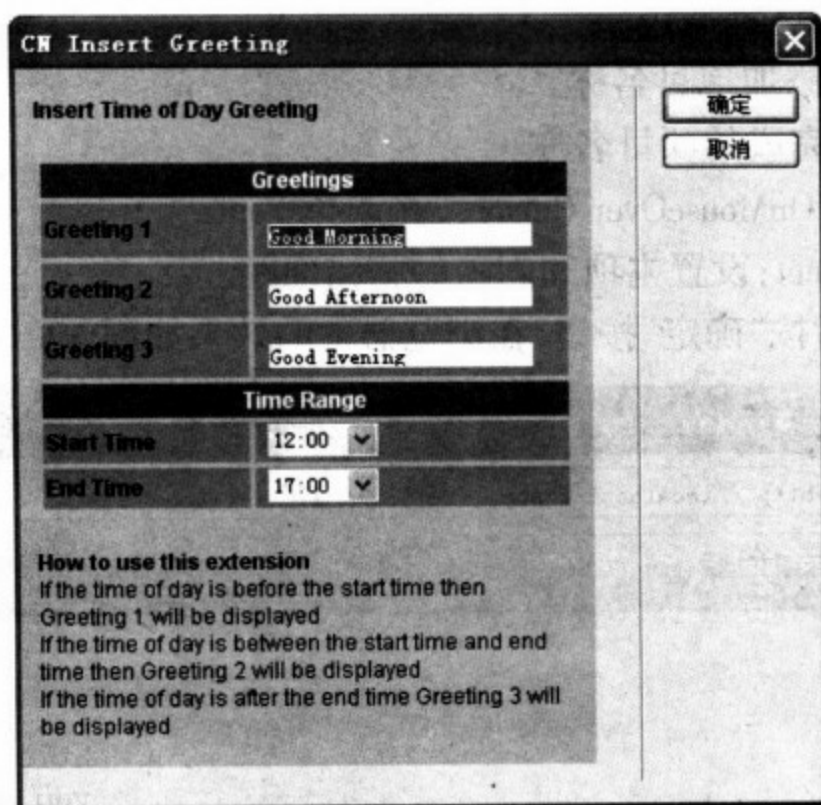 CN Insert Greeting
Insert Time of Day Greeting
确定
取消
Greetings
Greeting 1
Good Morning
Greeting 2
Good Afternoon
Greeting 3
Good Evening
Time Range
Start Time
12:00
End Time
17:00
How to use this extension
If the time of day is before the start time then
Greeting 1 will be displayed
If the time of day is between the start time and end
time then Greeting 2 will be displayed
If the time of day is after the end time Greeting 3 will
be displayed